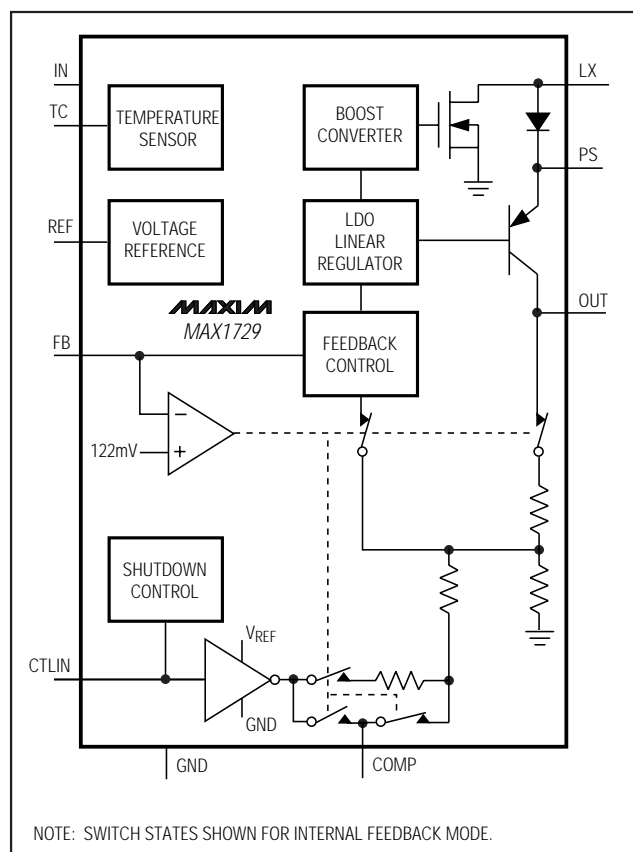 IN
LX
TC
TEMPERATURE
SENSOR
BOOST
CONVERTER
PS
REF
VOLTAGE
REFERENCE
LDO
LINEAR
REGULATOR
MAXIM
MAX1729
OUT
FB
FEEDBACK
CONTROL
−
+
122mV
SHUTDOWN
CONTROL
VREF
CTLIN
GND
GND
COMP
NOTE: SWITCH STATES SHOWN FOR INTERNAL FEEDBACK MODE.